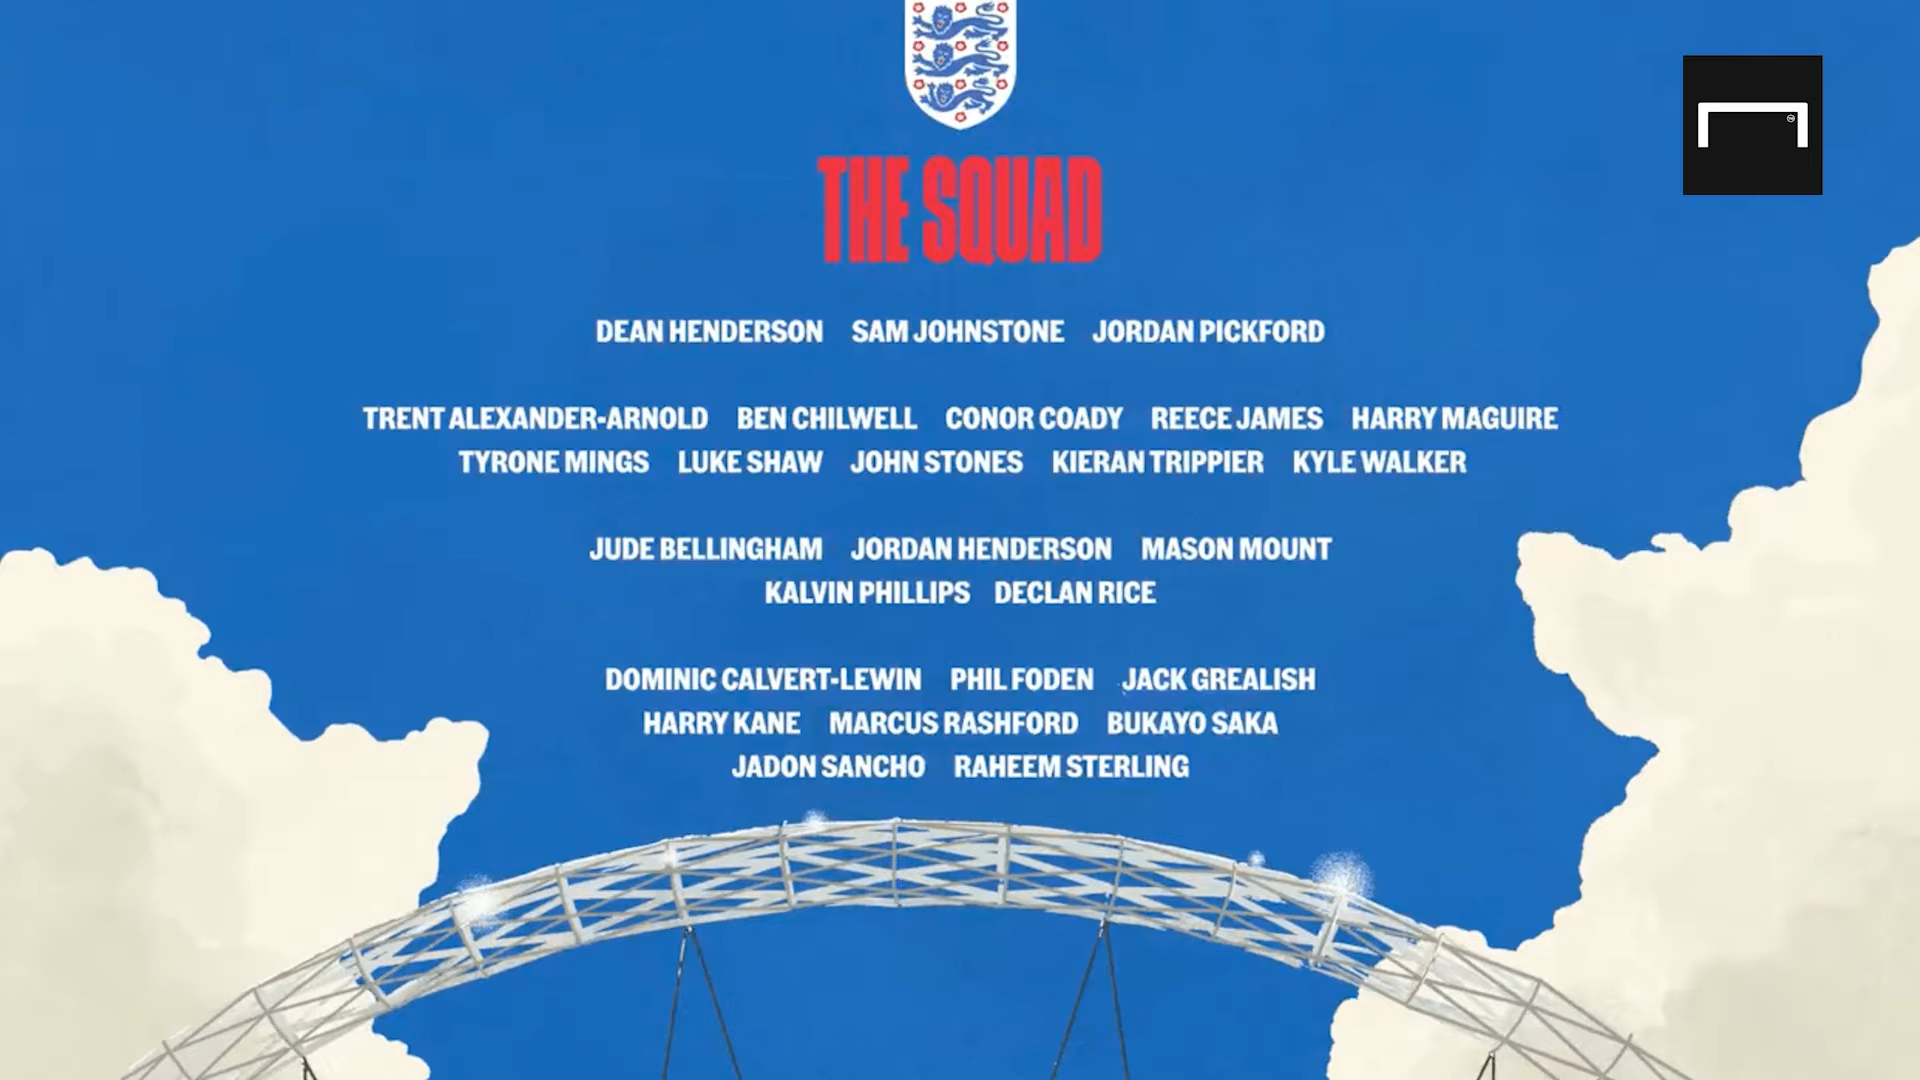 THE SQUAD
DEAN HENDERSON SAM JOHNSTONE JORDAN PICKFORD
TRENT ALEXANDER-ARNOLD BEN CHILWELL CONOR COADY REECE JAMES HARRY MAGUIRE
TYRONE MINGS LUKE SHAW JOHN STONES KIERAN TRIPPIER KYLE WALKER
JUDE BELLINGHAM JORDAN HENDERSON MASON MOUNT
KALVIN PHILLIPS DECLAN RICE
DOMINIC CALVERT-LEWIN PHIL FODEN JACK GREALISH
HARRY KANE MARCUS RASHFORD BUKAYO SAKA
JADON SANCHO RAHEEM STERLING